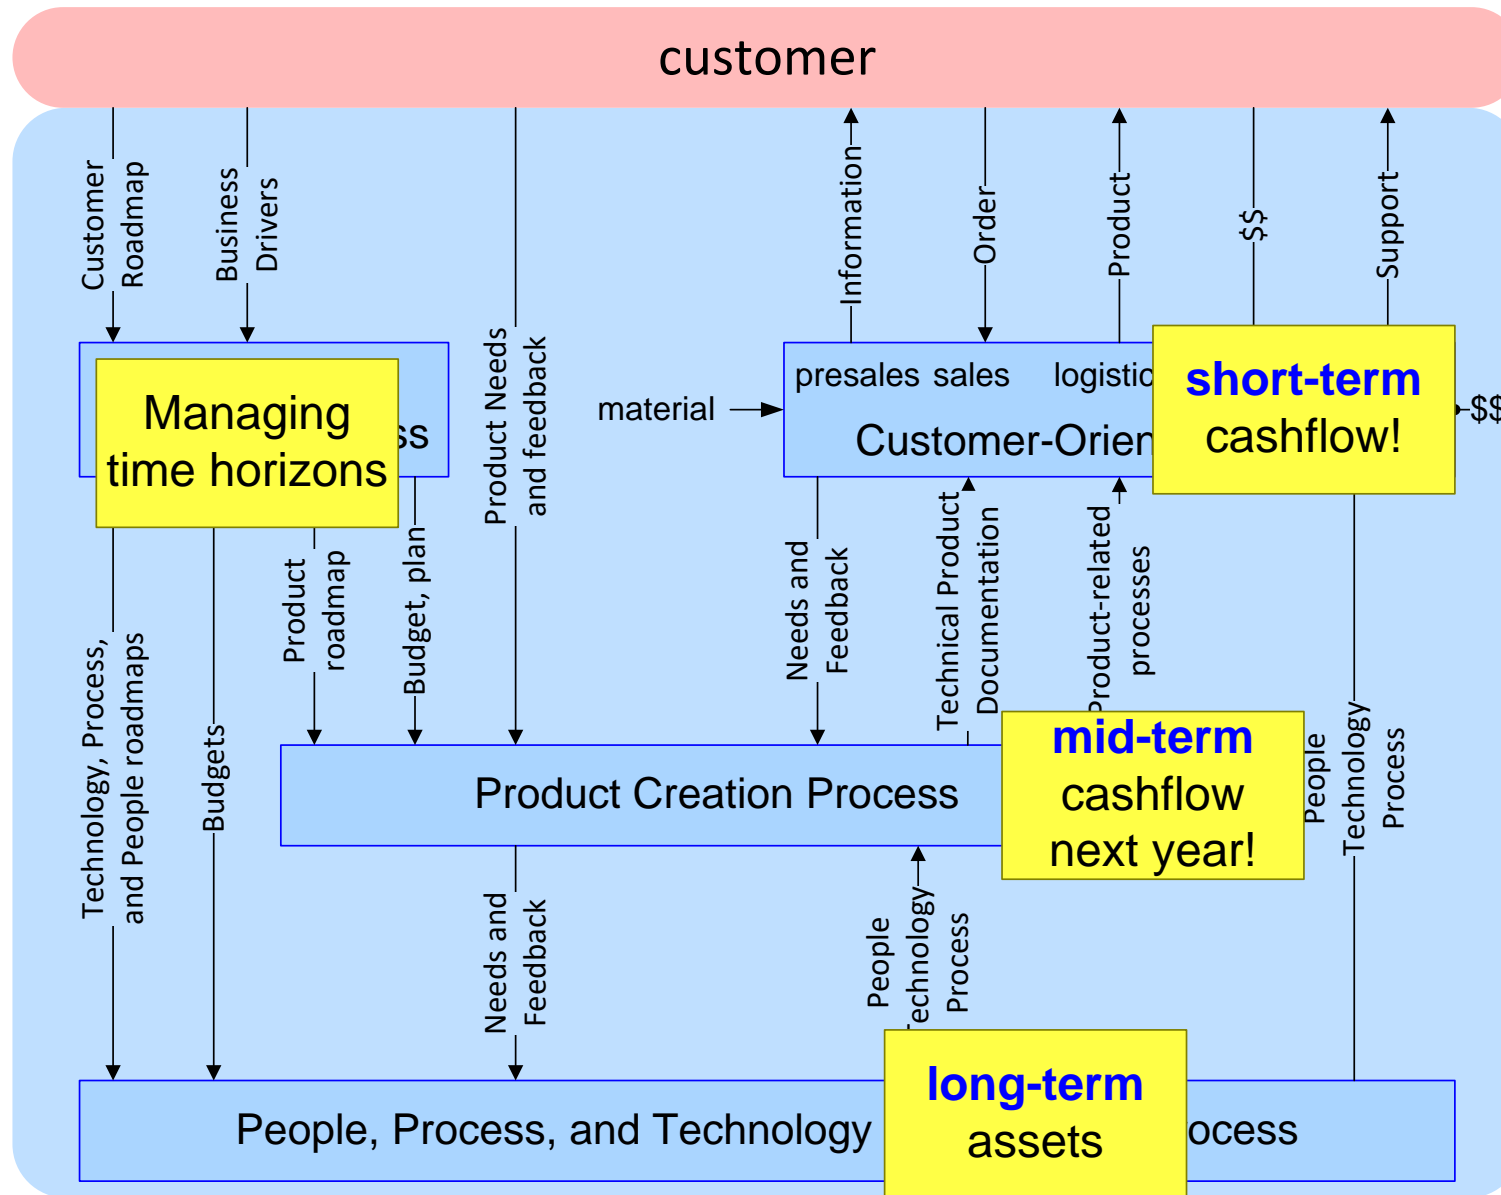 customer
Customer
Roadmap
Business
Drivers
Product Needs
and feedback
Information
Order
Product
$$
Support
Managing
time horizons
ss
material
presales sales logistic
Customer-Orien
short-term
cashflow!
$$
Technology, Process,
and People roadmaps
Budgets
Product
roadmap
Budget, plan
Needs and
Feedback
Technical Product
Documentation
Product-related
processes
People
Technology
Process
Product Creation Process
mid-term
cashflow
next year!
Needs and
Feedback
People
Technology
Process
People, Process, and Technology
ocess
long-term
assets